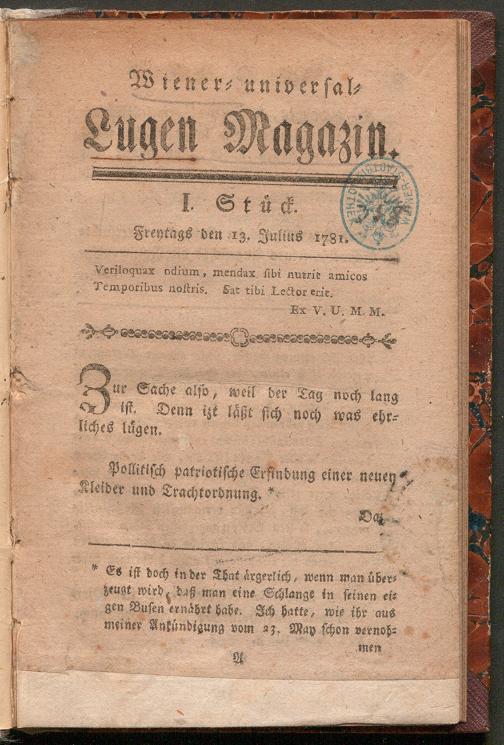 Wiener- universal-
Lugen Magazin.
I. Stück.
Freytags den 13. Julius 1781.
Veriloquax odium, mendax sibi nutrit amicos
Temporibus nostris. Sat tibi Lector erit.
Ex V. U. M. M.
Zur Sache also, weil der Tag noch lang
ist. Denn izt läßt sich noch was ehr-
liches lügen.
Pollitisch patriotische Erfindung einer neuen
Kleider und Trachtordnung. *
Da
* Es ist doch in der That ärgerlich, wenn man über-
zeugt wird, daß man eine Schlange in seinen ei-
gen Busen ernährt habe. Ich hatte, wie ihr aus
meiner Ankündigung vom 23. May schon vernoh-
men
A